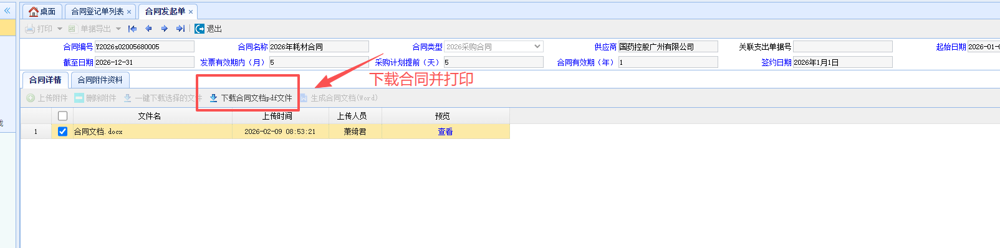 桌面 合同登记单列表 × 合同发起单 ×
打印 单据导出 退出
合同编号 Y2026s02005680005 合同名称 2026年耗材合同 合同类型 2026采购合同 供应商 国药控股广州有限公司 关联支出单据号 起始日期 2026-01-0
截至日期 2026-12-31 发票有效期内（月） 5 采购计划提前（天） 5 合同有效期（年） 1 签约日期 2026年1月1日
合同详情 合同附件资料
下载合同并打印
上传附件 删除附件 一键下载选择的文件 下载合同文档pdf文件 生成合同文档(Word)
文件名 上传时间 上传人员 预览
1 合同文档.docx 2026-02-09 08:53:21 萧绮君 查看